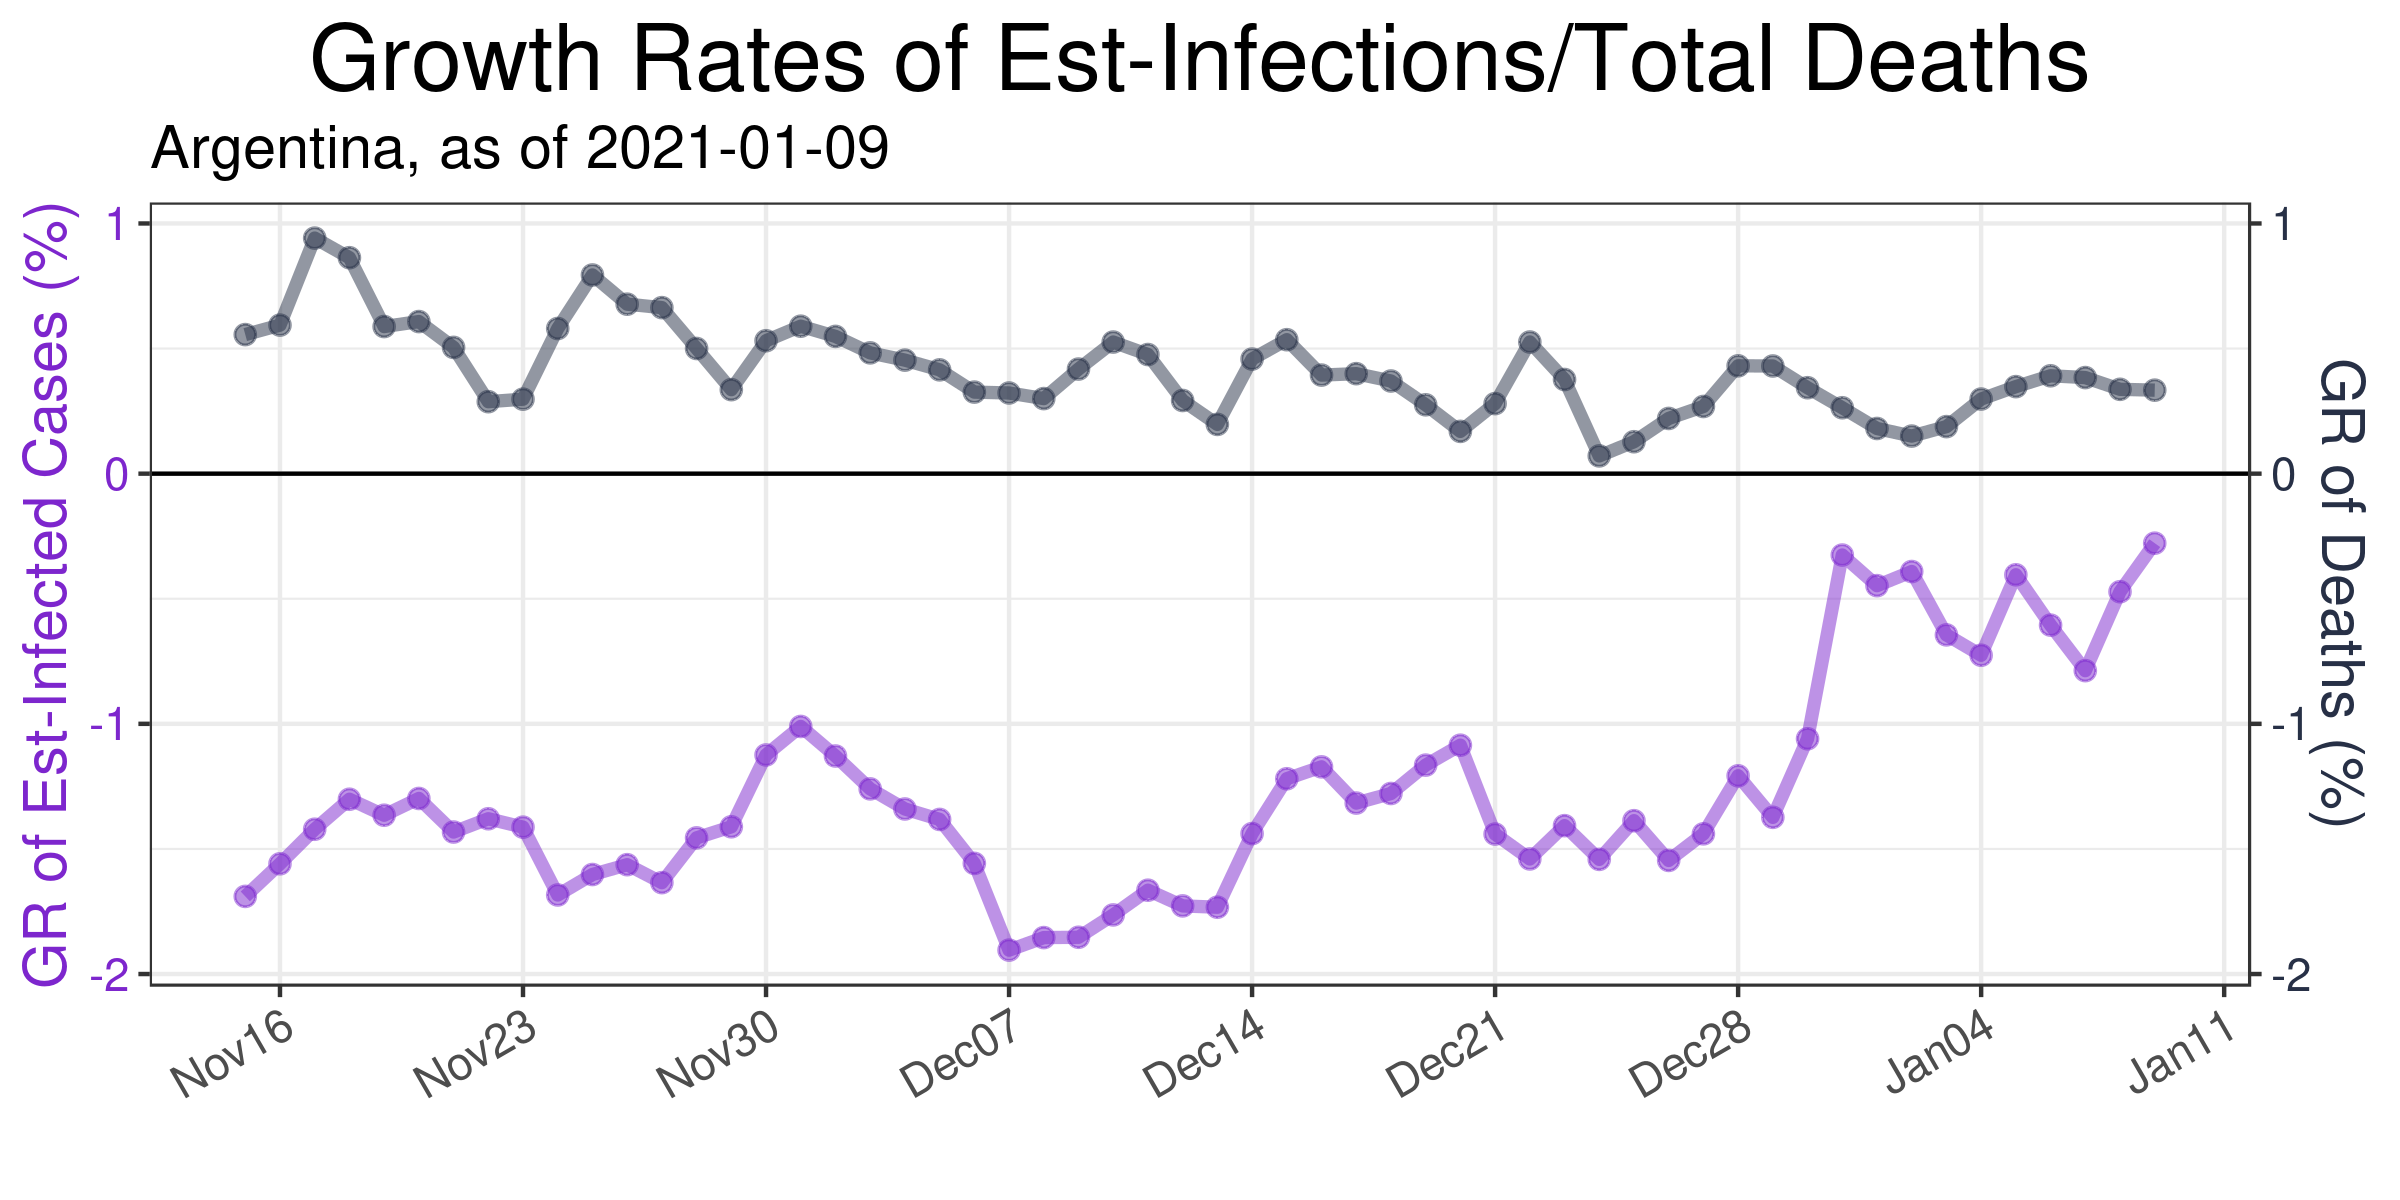 Growth Rates of Est-Infections/Total Deaths
Argentina, as of 2021-01-09
GR of Est-Infected Cases (%)
1
0
-1
-2
1
0
-1
-2
GR of Deaths (%)
Nov16
Nov23
Nov30
Dec07
Dec14
Dec21
Dec28
Jan04
Jan11